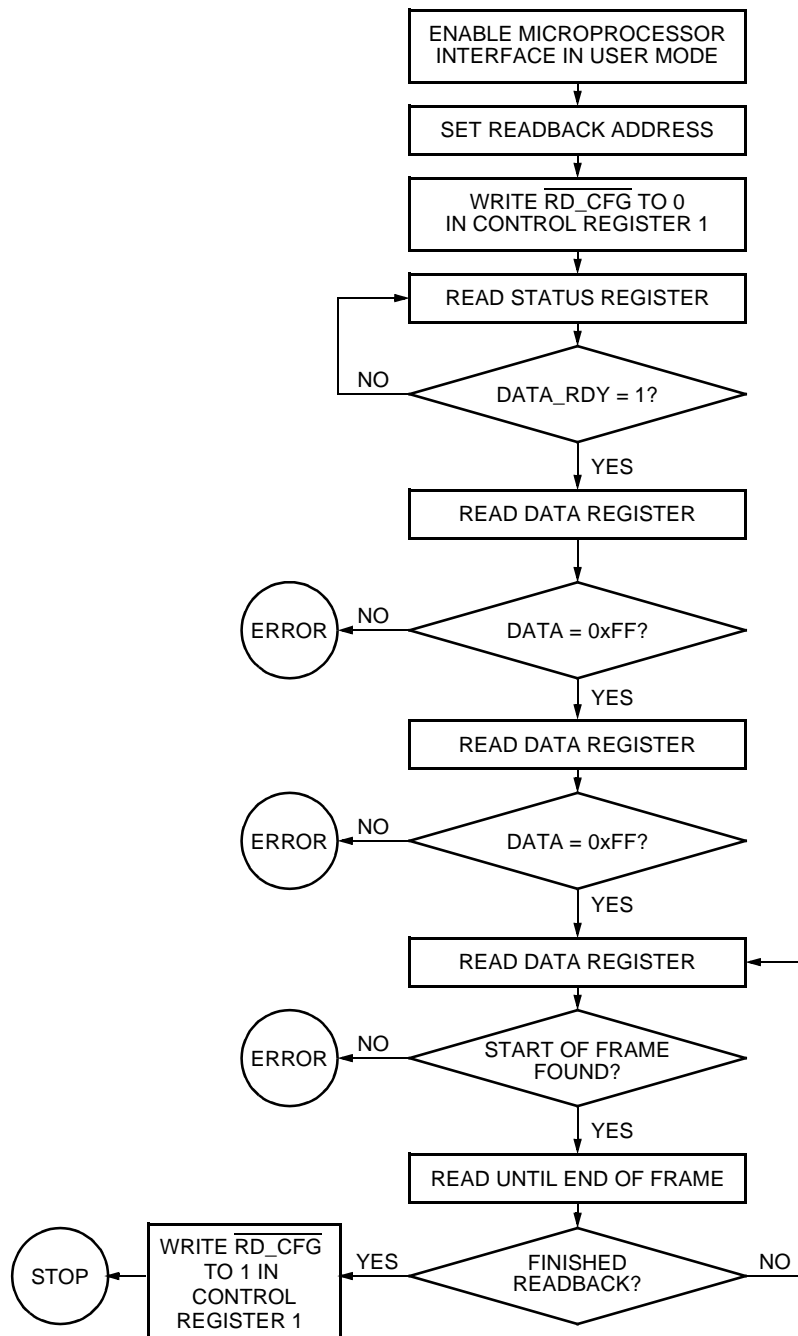 ENABLE MICROPROCESSOR
INTERFACE IN USER MODE
SET READBACK ADDRESS
WRITE RD_CFG TO 0
IN CONTROL REGISTER 1
READ STATUS REGISTER
NO
DATA_RDY = 1?
YES
READ DATA REGISTER
ERROR
NO
DATA = 0xFF?
YES
READ DATA REGISTER
ERROR
NO
DATA = 0xFF?
YES
READ DATA REGISTER
ERROR
NO
START OF FRAME
FOUND?
YES
READ UNTIL END OF FRAME
STOP
WRITE RD_CFG
TO 1 IN
CONTROL
REGISTER 1
YES
FINISHED
READBACK?
NO